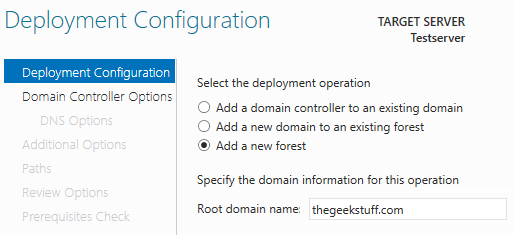 Deployment Configuration
TARGET SERVER
Testserver
Deployment Configuration
Domain Controller Options
DNS Options
Additional Options
Paths
Review Options
Prerequisites Check
Select the deployment operation
Add a domain controller to an existing domain
Add a new domain to an existing forest
Add a new forest
Specify the domain information for this operation
Root domain name:
thegeekstuff.com